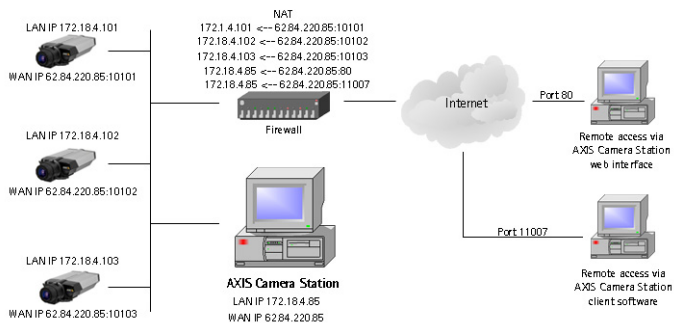 LAN IP 172.18.4.101
WAN IP 62.84.220.85:10101
LAN IP 172.18.4.102
WAN IP 62.84.220.85:10102
LAN IP 172.18.4.103
WAN IP 62.84.220.85:10103
NAT
172.1.4.101 <-- 62.84.220.85:10101
172.18.4.102 <-- 62.84.220.85:10102
172.18.4.103 <-- 62.84.220.85:10103
172.18.4.85 <-- 62.84.220.85:80
172.18.4.85 <-- 62.84.220.85:11007
Firewall
AXIS Camera Station
LAN IP 172.18.4.85
WAN IP 62.84.220.85
Internet
Port 80
Remote access via
AXIS Camera Station
web interface
Port 11007
Remote access via
AXIS Camera Station
client software